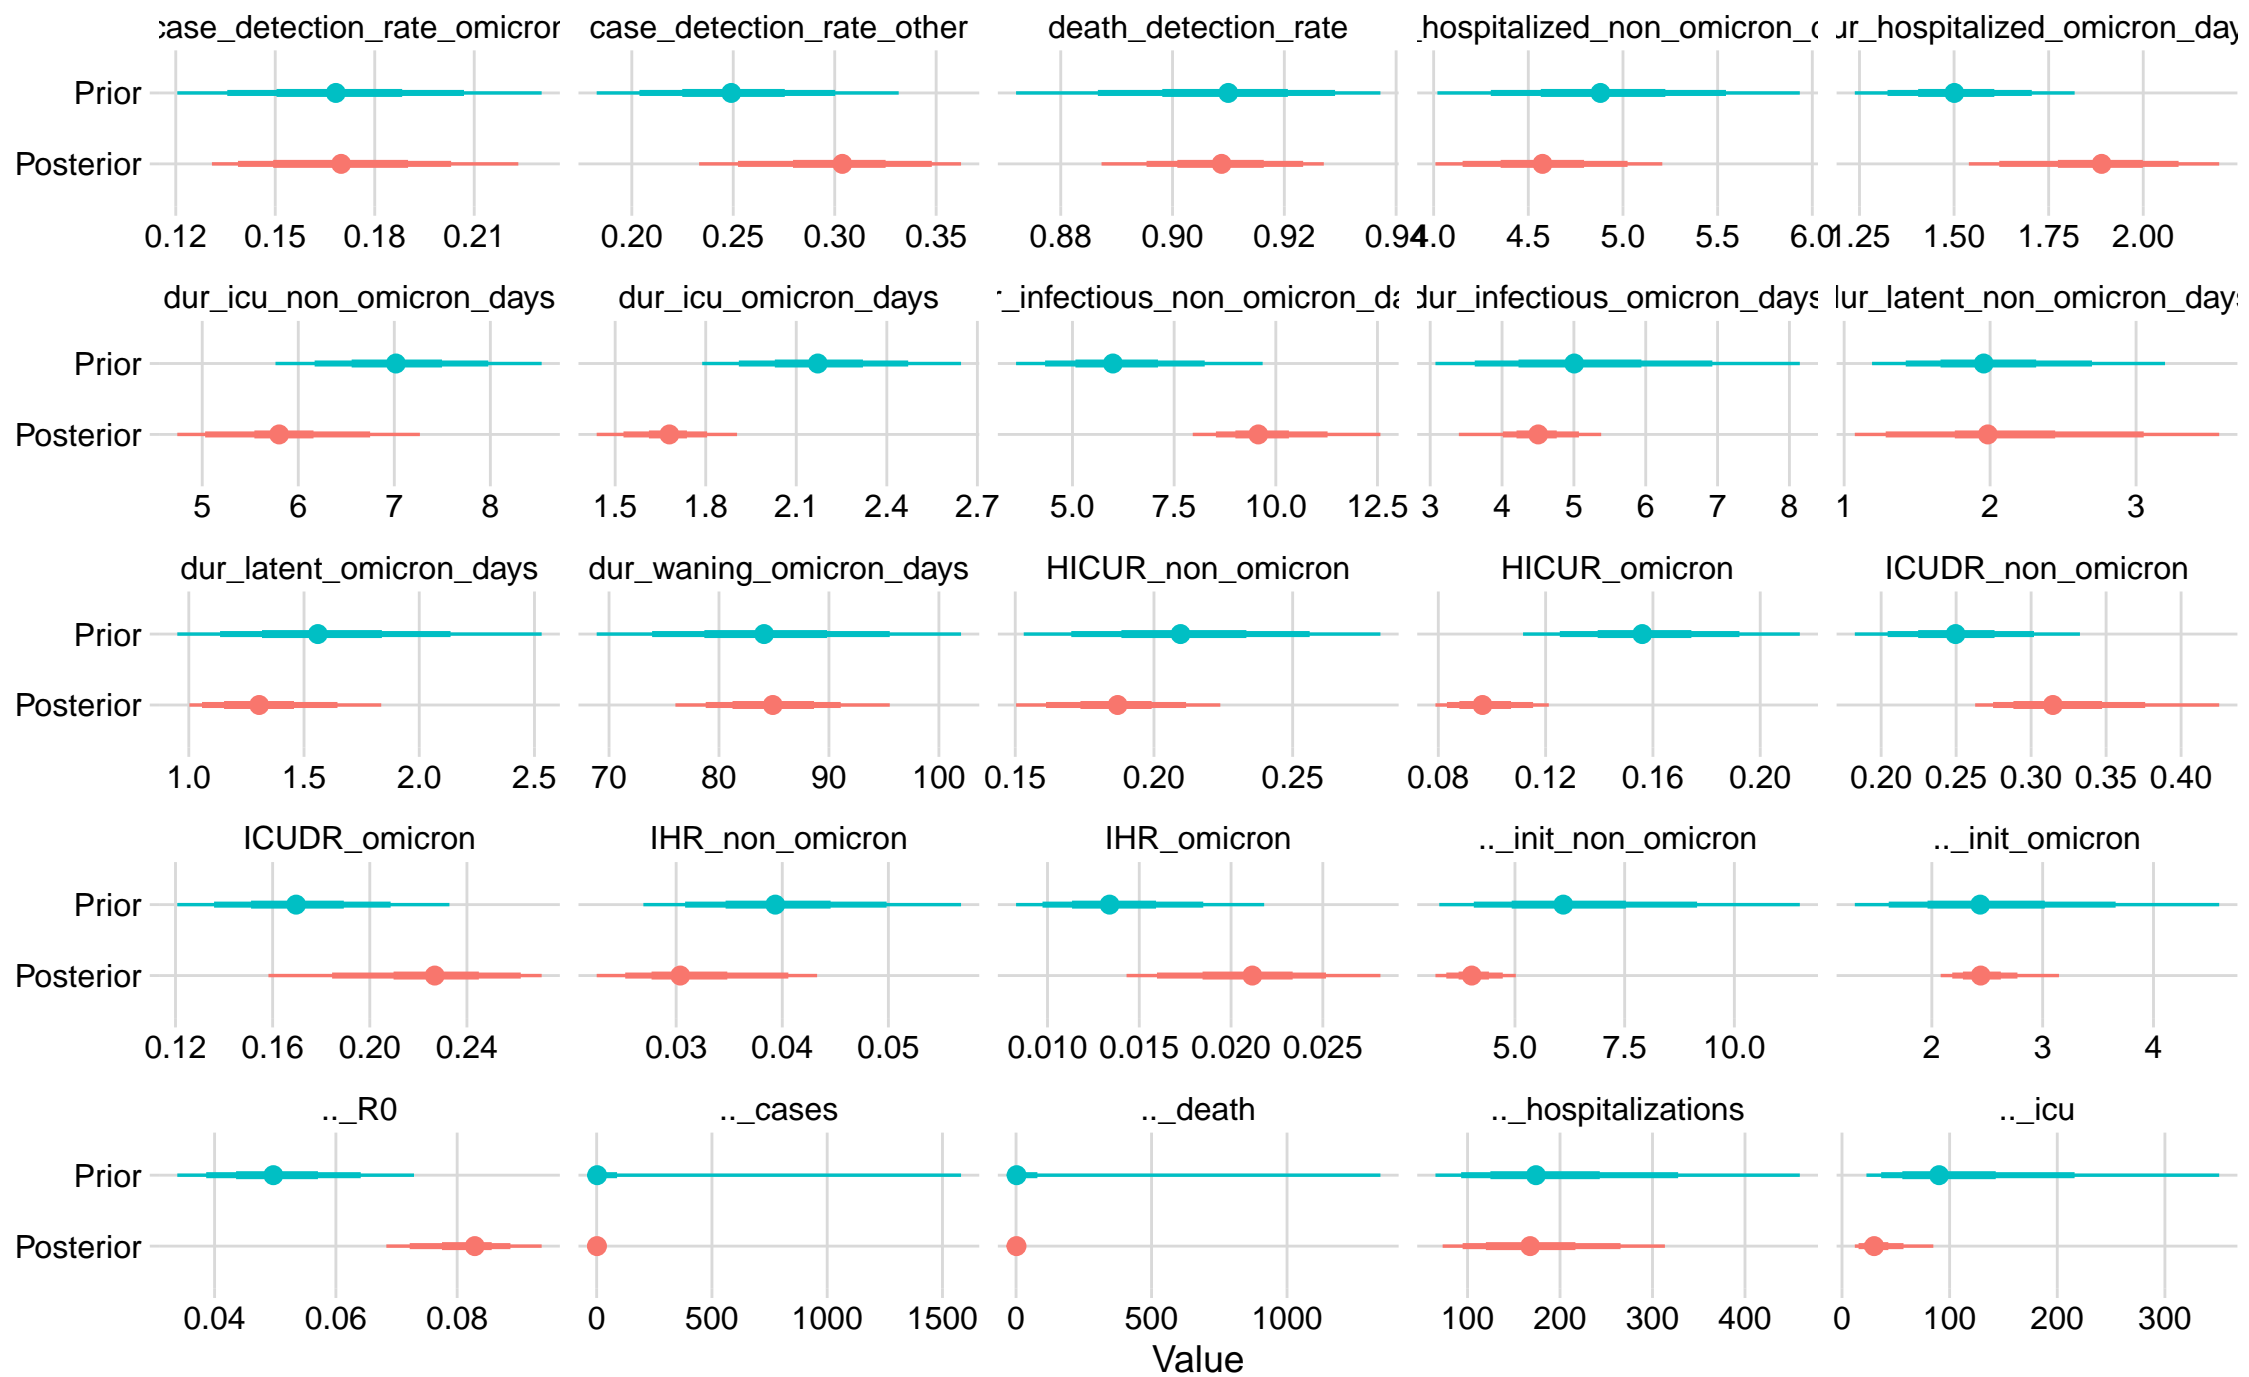 case_detection_rate_omicron case_detection_rate_other death_detection_rate _hospitalized_non_omicron_ ur_hospitalized_omicron_day
Prior
Posterior
0.12 0.15 0.18 0.21 0.20 0.25 0.30 0.35 0.88 0.90 0.92 0.94 4.0 4.5 5.0 5.5 6.0 1.25 1.50 1.75 2.00
dur_icu_non_omicron_days dur_icu_omicron_days r_infectious_non_omicron_da dur_infectious_omicron_days dur_latent_non_omicron_days
Prior
Posterior
5 6 7 8 1.5 1.8 2.1 2.4 2.7 5.0 7.5 10.0 12.5 3 4 5 6 7 8 1 2 3
dur_latent_omicron_days dur_waning_omicron_days HICUR_non_omicron HICUR_omicron ICUDR_non_omicron
Prior
Posterior
1.0 1.5 2.0 2.5 70 80 90 100 0.15 0.20 0.25 0.08 0.12 0.16 0.20 0.20 0.25 0.30 0.35 0.40
ICUDR_omicron IHR_non_omicron IHR_omicron .._init_non_omicron .._init_omicron
Prior
Posterior
0.12 0.16 0.20 0.24 0.03 0.04 0.05 0.010 0.015 0.020 0.025 5.0 7.5 10.0 2 3 4
.._R0 .._cases .._death .._hospitalizations .._icu
Prior
Posterior
0.04 0.06 0.08 0 500 1000 1500 0 500 1000 100 200 300 400 0 100 200 300
Value